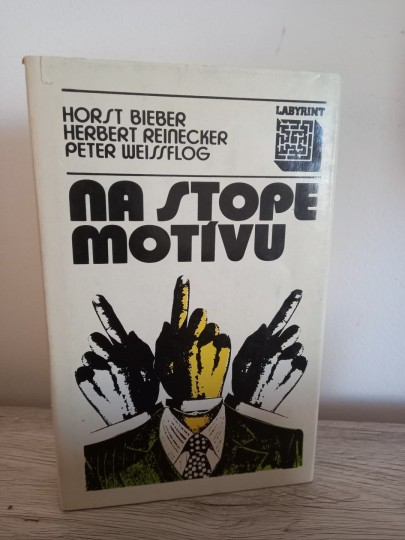 HORST BIEBER
HERBERT REINECKER
PETER WEISSFLOG
LABYRINT
NA STOPE
MOTÍVU